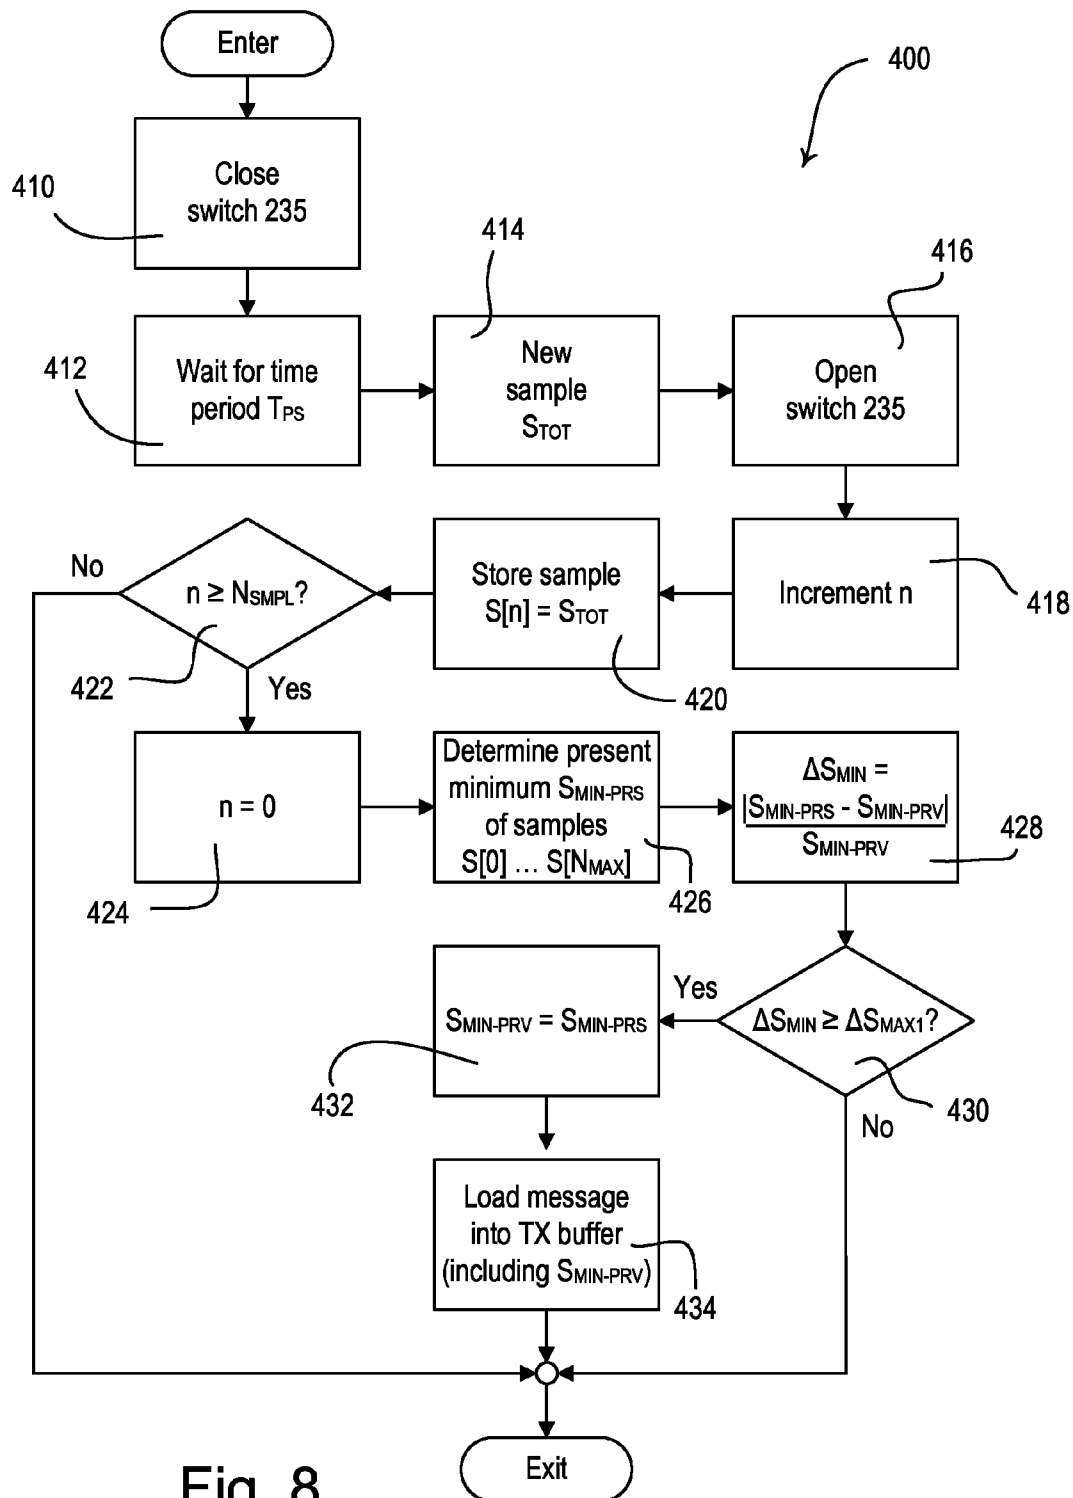 Enter
400
Close
switch 235
410
414
416
Wait for time
period TPS
412
New
sample
STOT
Open
switch 235
No
n ≥ NSMPL?
Store sample
S[n] = STOT
Increment n
418
422
Yes
420
n = 0
Determine present
minimum SMIN-PRS
of samples
S[0] ... S[NMAX]
ΔSMIN =
|SMIN-PRS - SMIN-PRV|
SMIN-PRV
428
424
426
SMIN-PRV = SMIN-PRS
Yes
ΔSMIN ≥ ΔSMAX1?
432
430
No
Load message
into TX buffer
(including SMIN-PRV)
434
Exit
Fig. 8